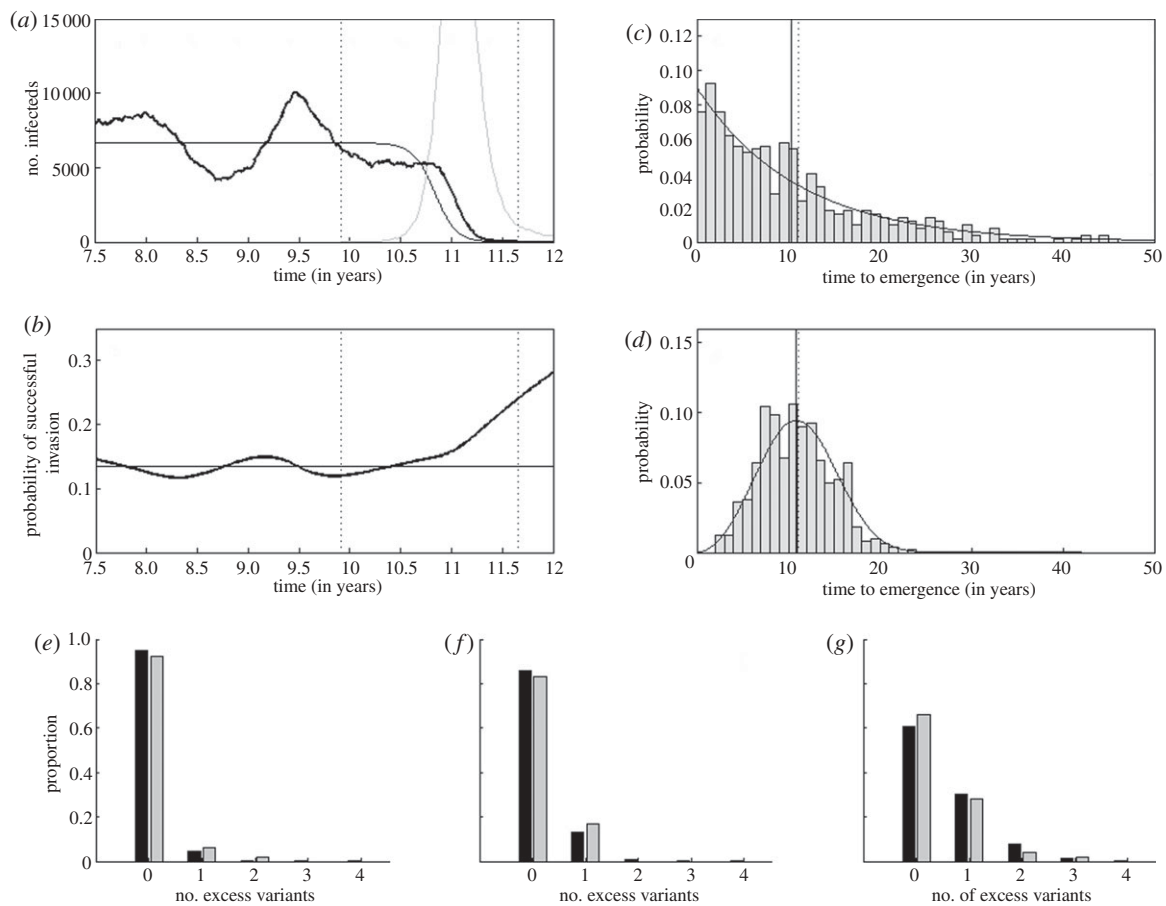 (a)
15 000
10 000
5000
0
no. infecteds
7.5 8.0 8.5 9.0 9.5 10 10.5 11 11.5 12
time (in years)
(c)
0.12
0.10
0.08
0.06
0.04
0.02
0
probability
0 10 20 30 40 50
time to emergence (in years)
(b)
0.3
0.2
0.1
0
probability of successful
invasion
7.5 8.0 8.5 9.0 9.5 10 10.5 11 11.5 12
time (in years)
(d)
0.15
0.10
0.05
0
probability
10 20 30 40 50
time to emergence (in years)
(e)
1.0
0.8
0.6
0.4
0.2
0
proportion
0 1 2 3 4
no. excess variants
(f)
0 1 2 3 4
no. excess variants
(g)
0 1 2 3 4
no. of excess variants